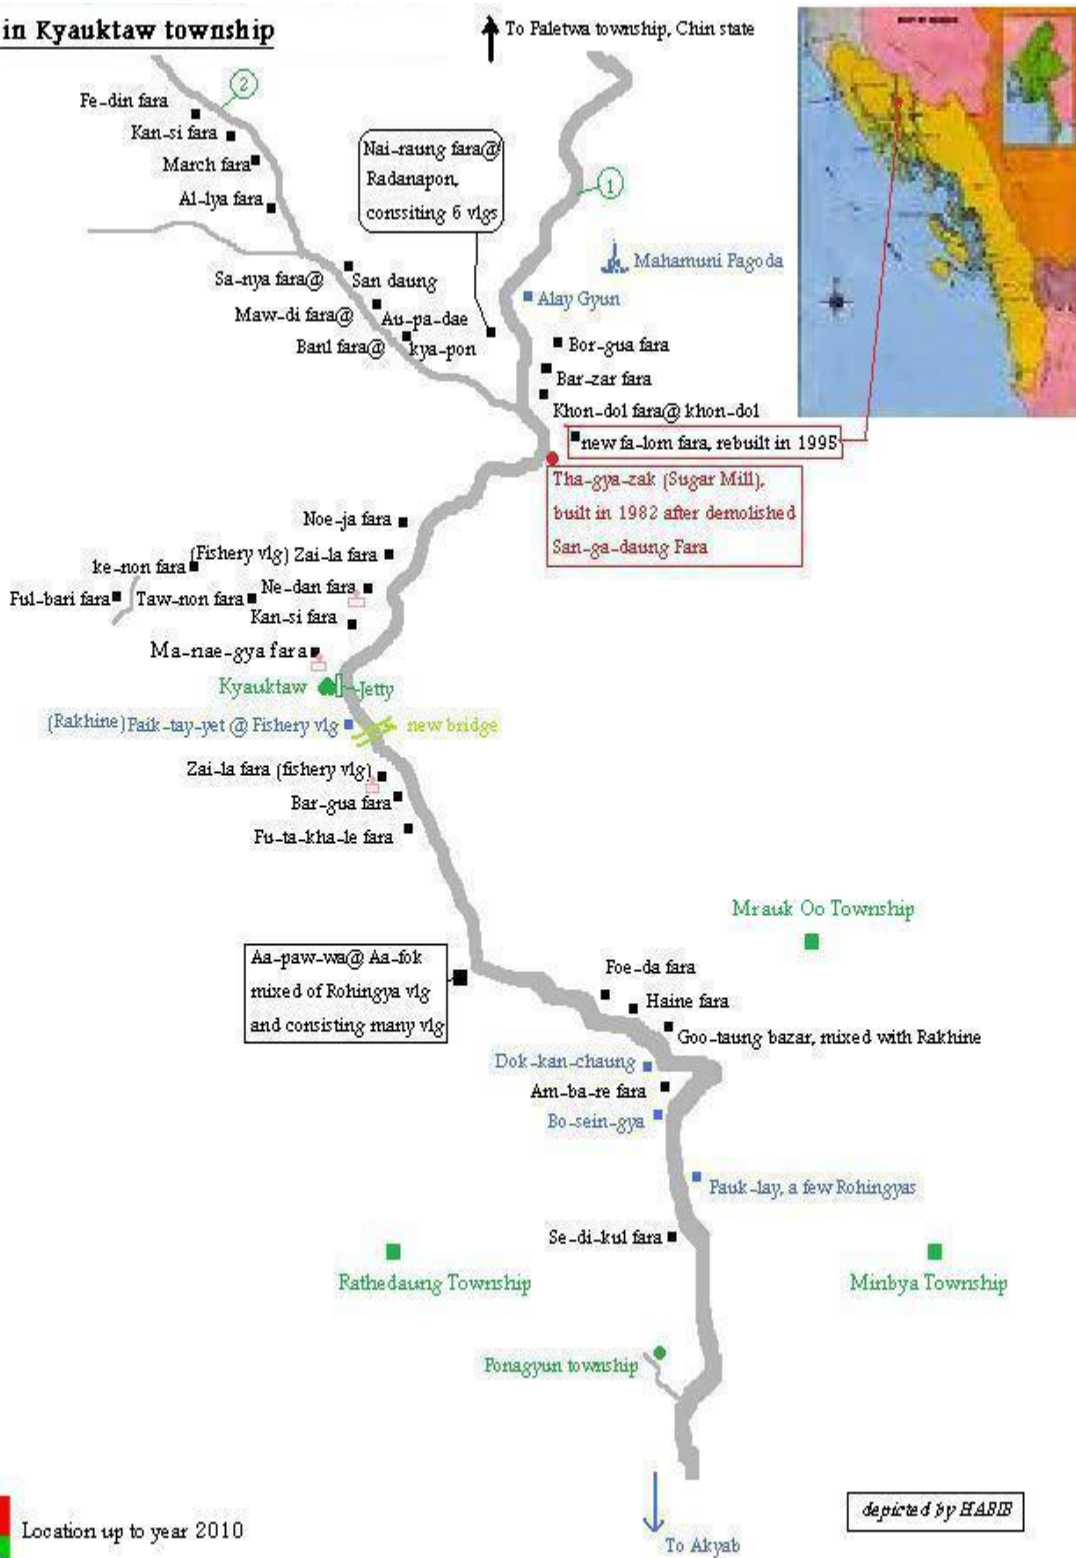 in Kyauktaw township
To Paletwa township, Chin state
2
Fe-din fara
Kan-si fara
March fara
Al-lya fara
Nai-raung fara@
Radanapon,
conssiting 6 vlgs
1
Mahamuni Pagoda
Alay Gyun
Sa-nya fara@
San daung
Maw-di fara@
Au-pa-dae
Banl fara@
kya-pon
Bor-gua fara
Bar-zar fara
Khon-dol fara@ khon-dol
new fa-lom fara, rebuilt in 1995
Tha-gya-zak (Sugar Mill),
built in 1982 after demolished
San-ga-daung Fara
Noe-ja fara
(Fishery vlg) Zai-la fara
ke-non fara
Ne-dan fara
Ful-bari fara
Taw-non fara
Kan-si fara
Ma-nae-gya fara
Kyauktaw
Jetty
(Rakhine) Paik-tay-yet @ Fishery vlg
new bridge
Zai-la fara (fishery vlg)
Bar-gua fara
Fu-ta-kha-le fara
Mrauk Oo Township
Aa-paw-wa@ Aa-fok
mixed of Rohingya vlg
and consisting many vlg
Foe-da fara
Haine fara
Goo-taung bazar, mixed with Rakhine
Dok-kan-chaung
Am-ba-re fara
Bo-sein-gya
Pauk-lay, a few Rohingyas
Se-di-kul fara
Rathedaung Township
Minbya Township
Ponagyun township
depicted by HABIB
Location up to year 2010
To Akyab